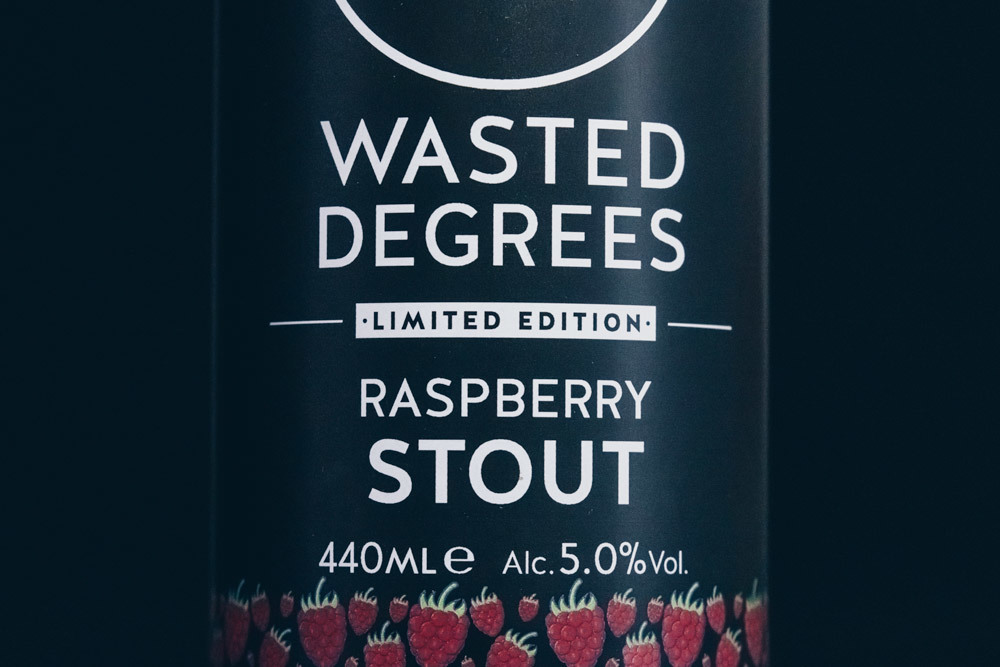 WASTED
DEGREES
·LIMITED EDITION·
RASPBERRY
STOUT
440ML e Alc. 5.0% Vol.